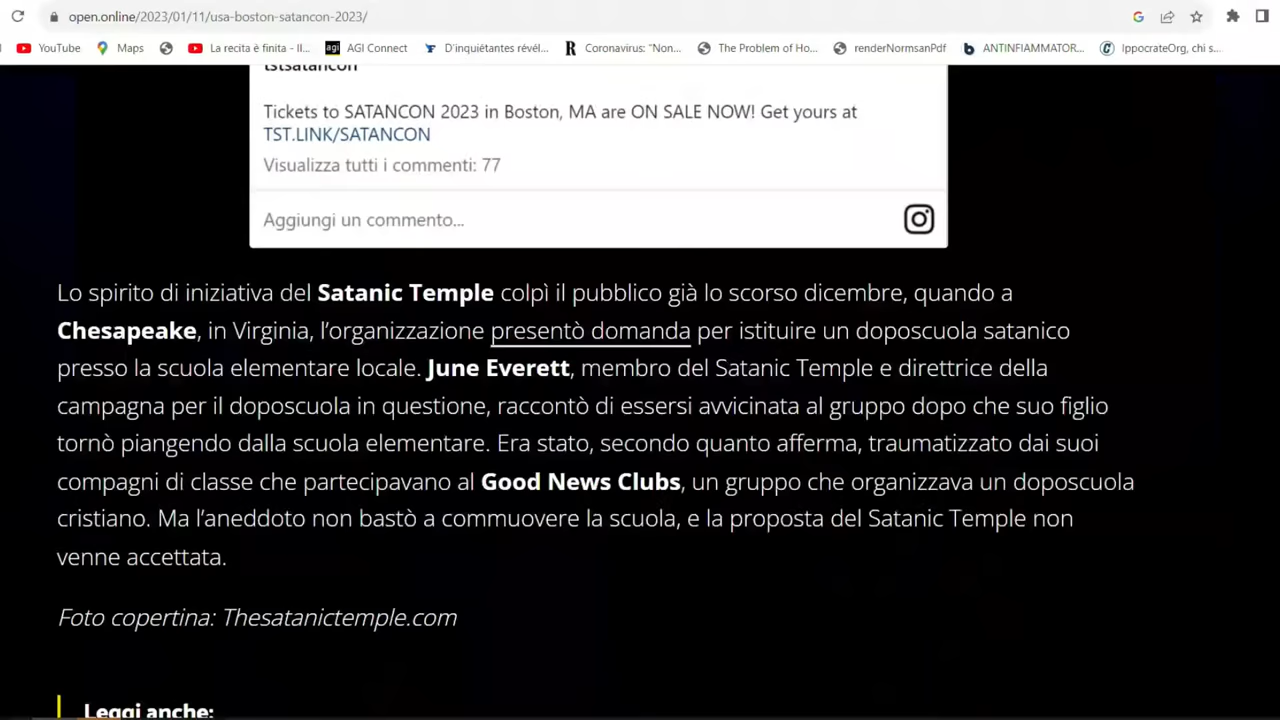 open.online/2023/01/11/usa-boston-satancon-2023/
YouTube Maps La recita è finita - Il... agi AGI Connect D'inquiétantes révél... R Coronavirus: "Non... The Problem of Ho... renderNormsanPdf b ANTINFIAMMATOR... IppocrateOrg, chi s...
tstsatancon
Tickets to SATANCON 2023 in Boston, MA are ON SALE NOW! Get yours at
TST.LINK/SATANCON
Visualizza tutti i commenti: 77
Aggiungi un commento...
Lo spirito di iniziativa del Satanic Temple colpì il pubblico già lo scorso dicembre, quando a
Chesapeake, in Virginia, l'organizzazione presentò domanda per istituire un doposcuola satanico
presso la scuola elementare locale. June Everett, membro del Satanic Temple e direttrice della
campagna per il doposcuola in questione, raccontò di essersi avvicinata al gruppo dopo che suo figlio
tornò piangendo dalla scuola elementare. Era stato, secondo quanto afferma, traumatizzato dai suoi
compagni di classe che partecipavano al Good News Clubs, un gruppo che organizzava un doposcuola
cristiano. Ma l'aneddoto non bastò a commuovere la scuola, e la proposta del Satanic Temple non
venne accettata.
Foto copertina: Thesatanictemple.com
Leggi anche: